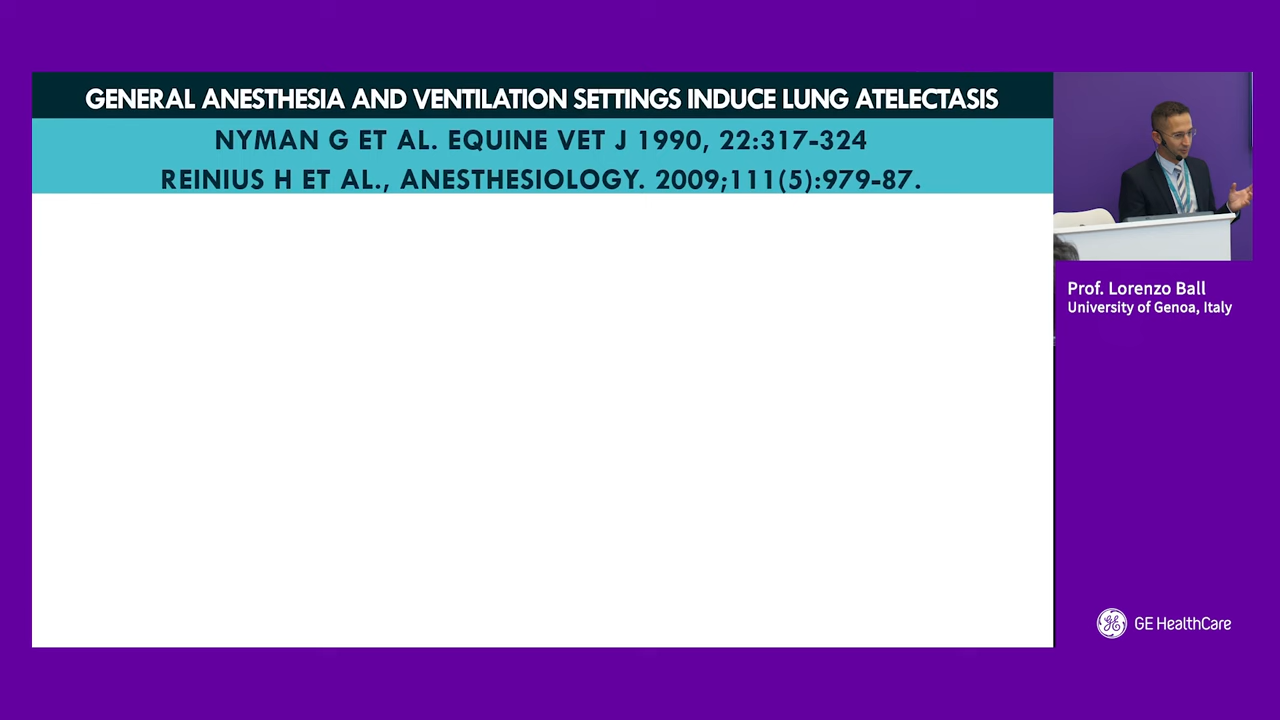 GENERAL ANESTHESIA AND VENTILATION SETTINGS INDUCE LUNG ATELECTASIS
NYMAN G ET AL. EQUINE VET J 1990, 22:317-324
REINIUS H ET AL., ANESTHESIOLOGY. 2009;111(5):979-87.
Prof. Lorenzo Ball
University of Genoa, Italy
GE HealthCare